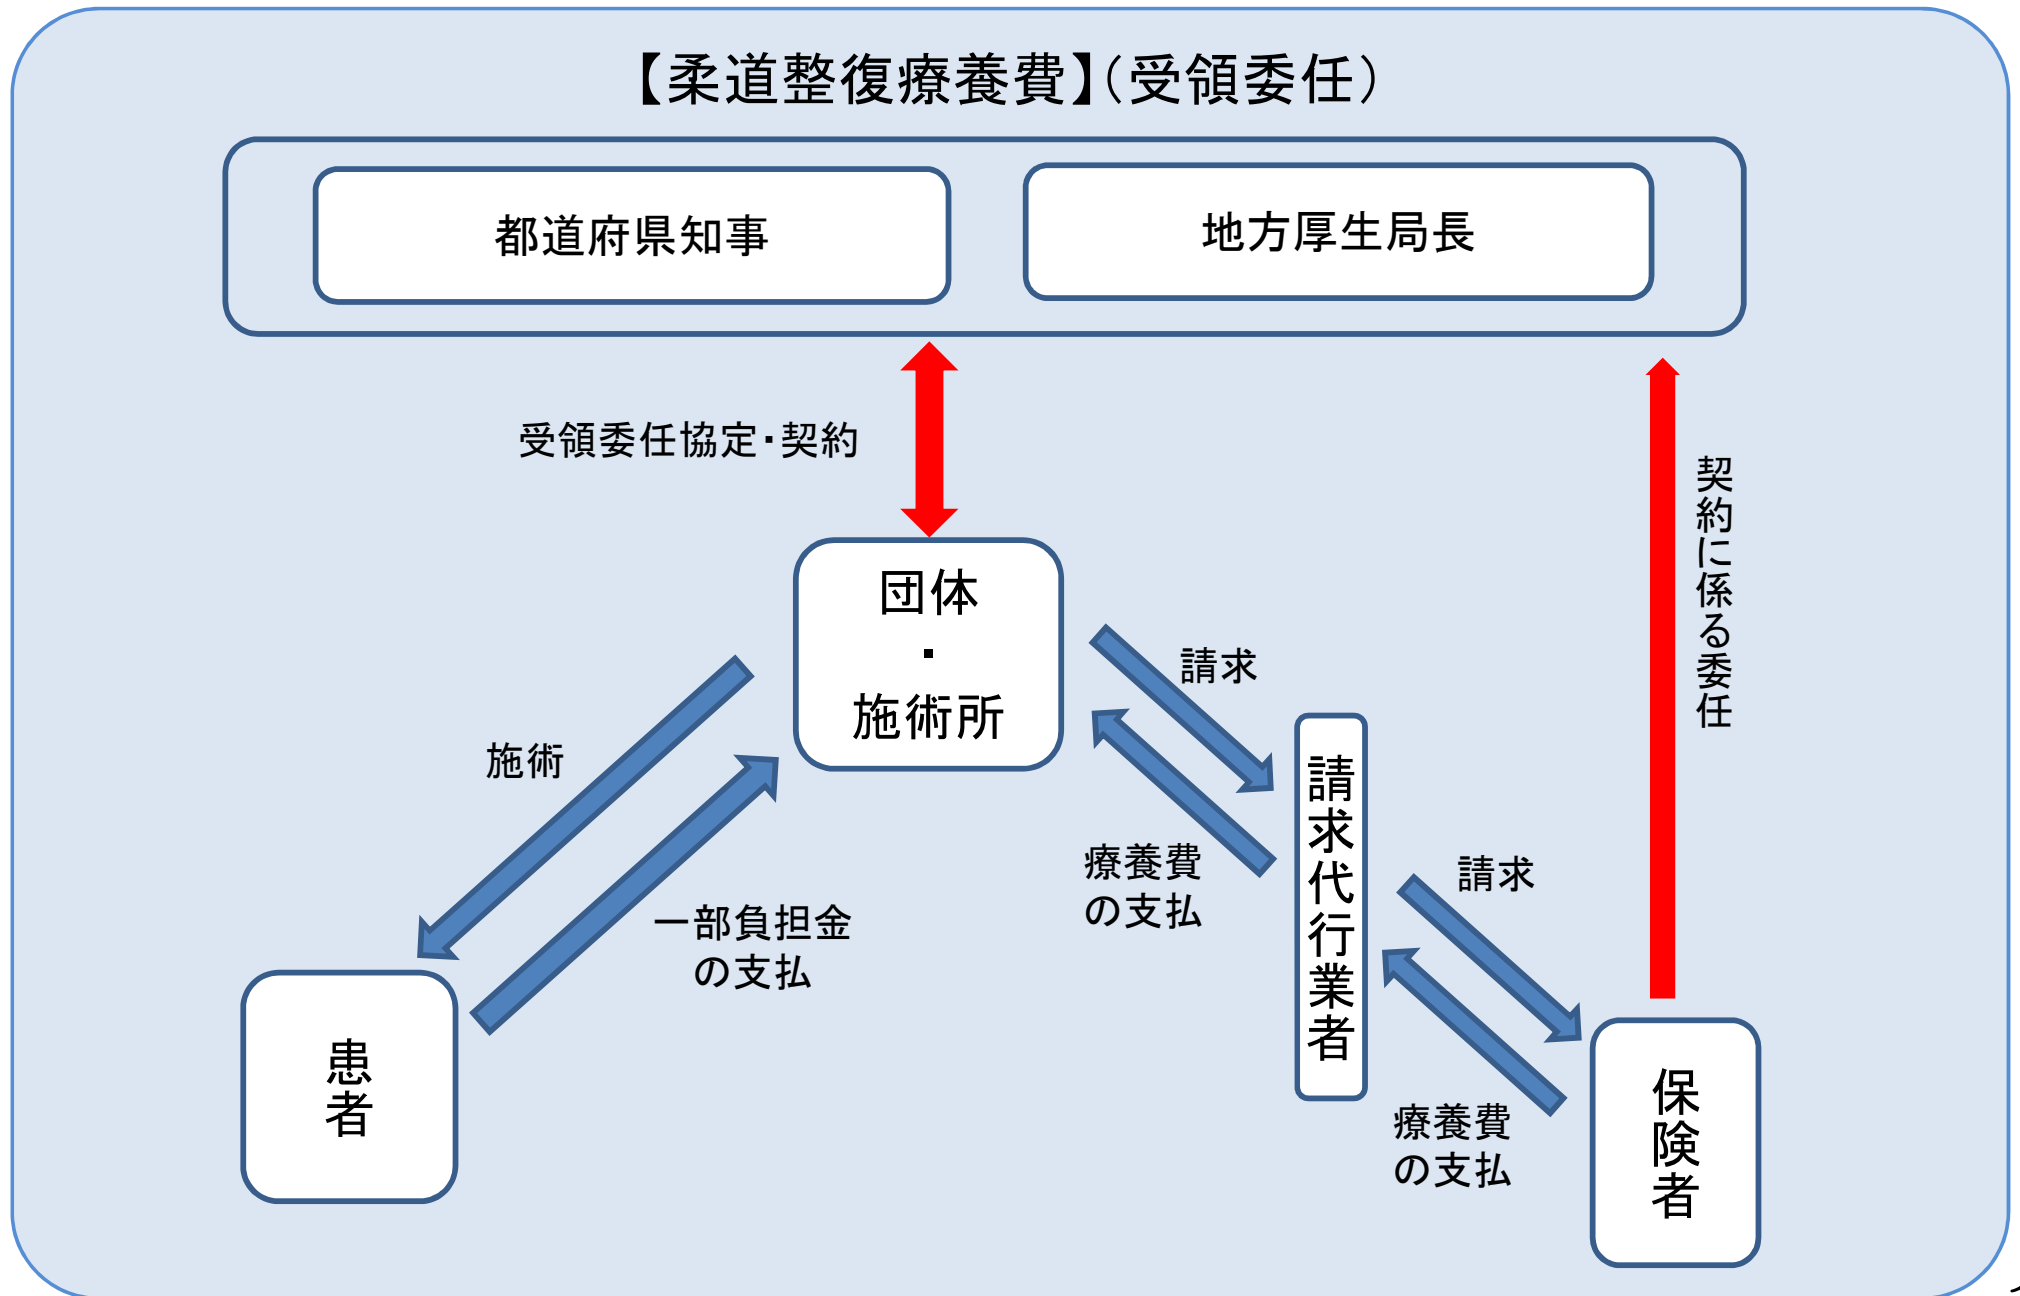 【柔道整復療養費】(受領委任)
都道府県知事
地方厚生局長
受領委任協定・契約
契約に係る委任
団体
・
施術所
請求
施術
請求代行業者
療養費
の支払
請求
一部負担金
の支払
患者
保険者
療養費
の支払